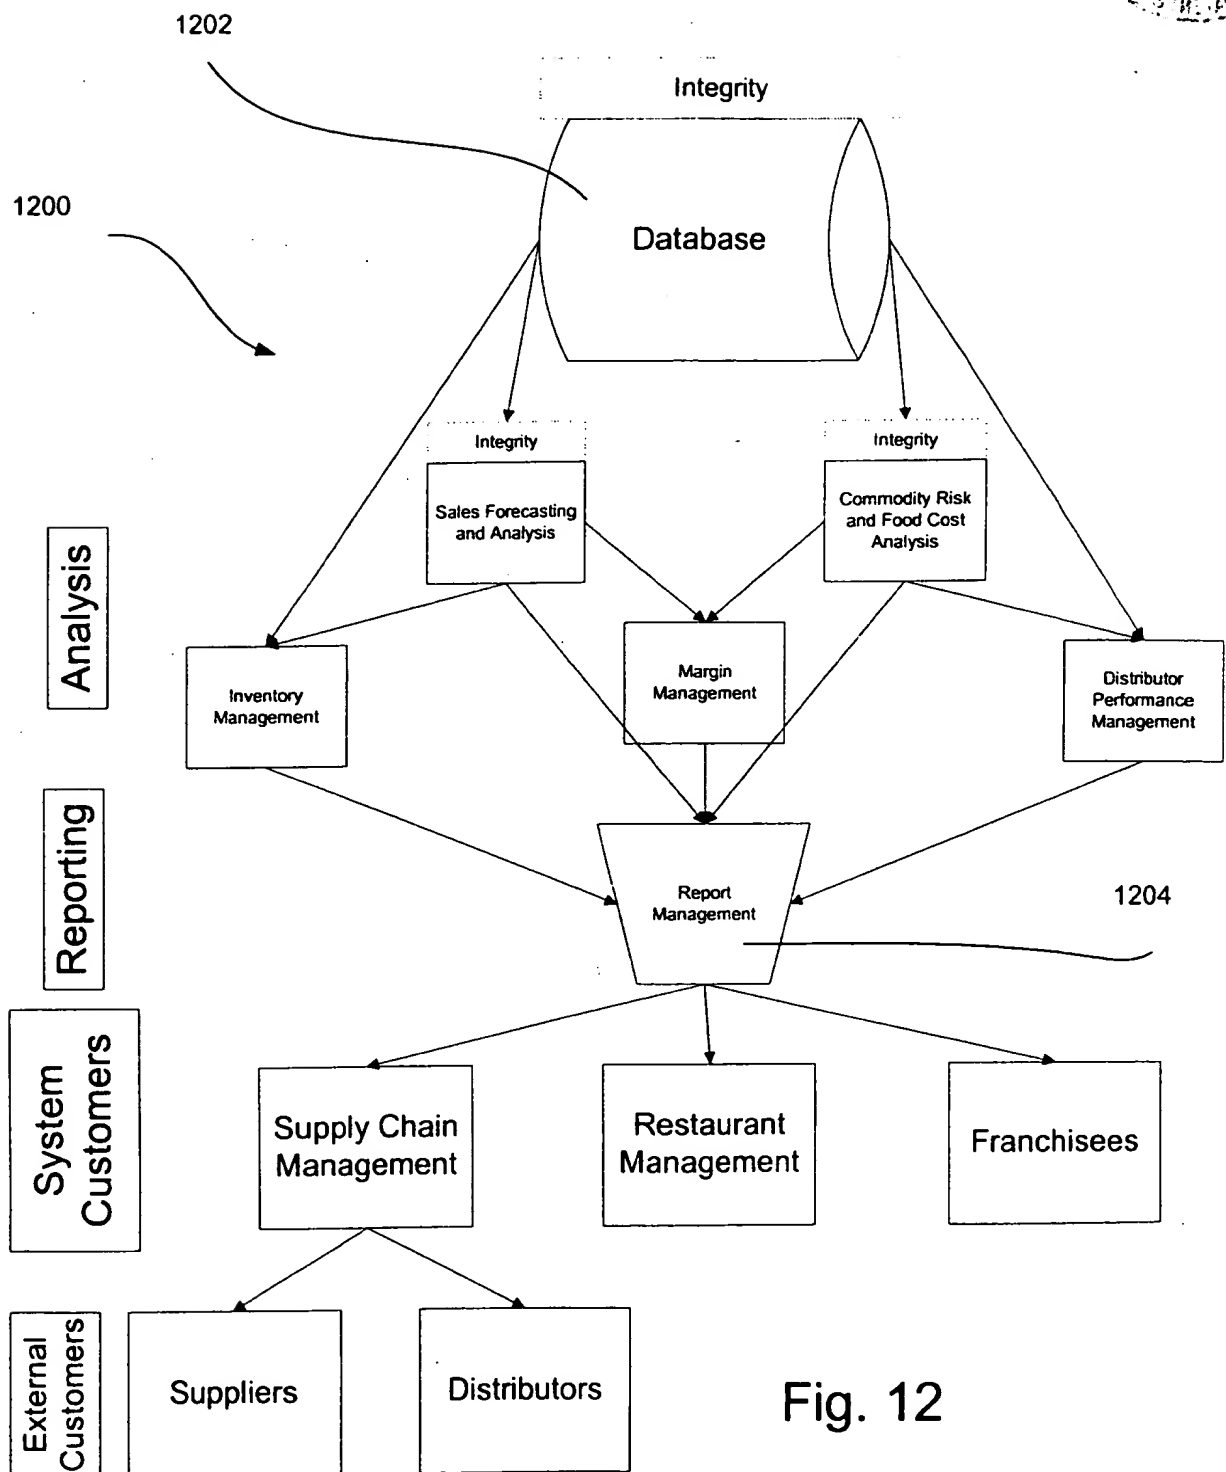 1202
Integrity
1200
Database
Integrity
Integrity
Sales Forecasting
and Analysis
Commodity Risk
and Food Cost
Analysis
Analysis
Inventory
Management
Margin
Management
Distributor
Performance
Management
Reporting
Report
Management
1204
System
Customers
Supply Chain
Management
Restaurant
Management
Franchisees
External
Customers
Suppliers
Distributors
Fig. 12